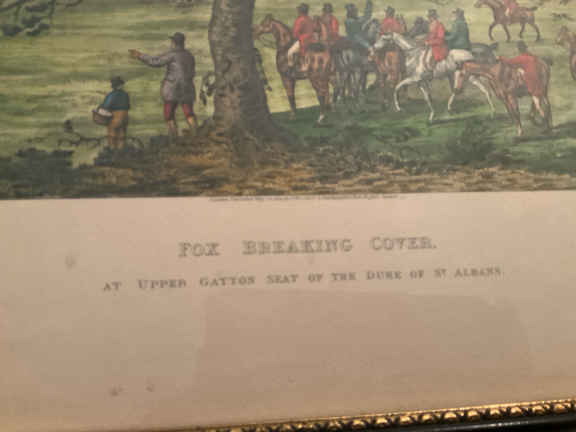 FOX BREAKING COVER.
AT UPPER GATTON SEAT OF THE DUKE OF ST ALBANS.